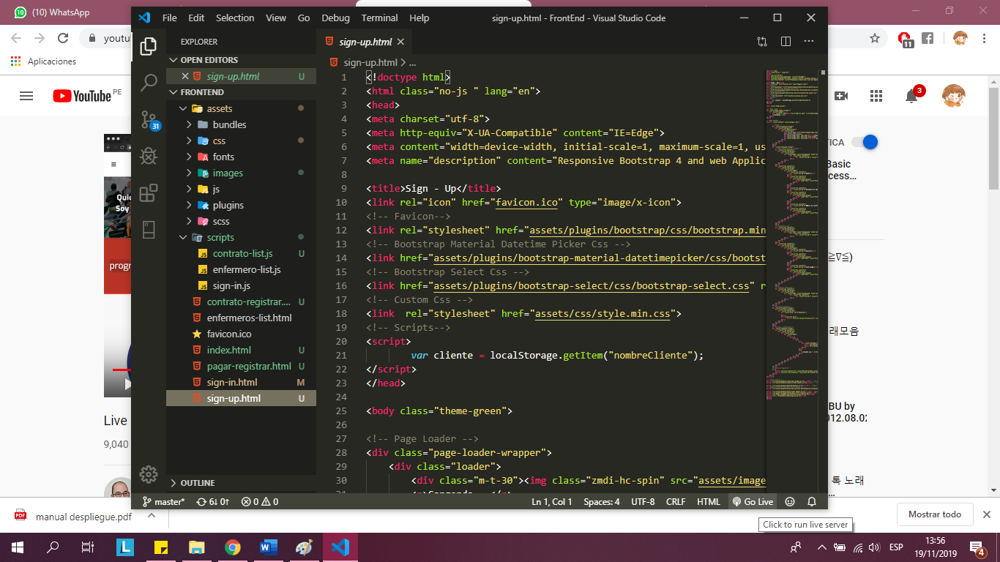 (10) WhatsApp
File Edit Selection View Go Debug Terminal Help
sign-up.html - FrontEnd - Visual Studio Code
youtu
11
Aplicaciones
YouTube PE
3
EXPLORER
OPEN EDITORS
sign-up.html U
FRONTEND
assets
bundles
css
fonts
images
js
plugins
scss
scripts
contrato-list.js U
enfermero-list.js
sign-in.js
contrato-registrar.... U
enfermeros-list.html
favicon.ico
index.html U
pagar-registrar.html U
sign-in.html M
sign-up.html U
OUTLINE
31
sign-up.html
sign-up.html > ...
1 <!doctype html>
2 <html class="no-js " lang="en">
3 <head>
4 <meta charset="utf-8">
5 <meta http-equiv="X-UA-Compatible" content="IE=Edge">
6 <meta content="width=device-width, initial-scale=1, maximum-scale=1, us
7 <meta name="description" content="Responsive Bootstrap 4 and web Applic
8
9 <title>Sign - Up</title>
10 <link rel="icon" href="favicon.ico" type="image/x-icon">
11 <!-- Favicon-->
12 <link rel="stylesheet" href="assets/plugins/bootstrap/css/bootstrap.min
13 <!-- Bootstrap Material Datetime Picker Css -->
14 <link href="assets/plugins/bootstrap-material-datetimepicker/css/bootst
15 <!-- Bootstrap Select Css -->
16 <link href="assets/plugins/bootstrap-select/css/bootstrap-select.css" r
17 <!-- Custom Css -->
18 <link  rel="stylesheet" href="assets/css/style.min.css">
19 <!-- Scripts-->
20 <script>
21 var cliente = localStorage.getItem("nombreCliente");
22 </script>
23 </head>
24
25 <body class="theme-green">
26
27 <!-- Page Loader -->
28 <div class="page-loader-wrapper">
29 <div class="loader">
30 <div class="m-t-30"><img class="zmdi-hc-spin" src="assets/image
Quie
Soy
progr
Live
9,040
TICA
Basic
cess...
≧∇≦)
래모음
BU by
012.08.02
톡 노래
...
master* 6↓ 0↑ 0 0
Ln 1, Col 1 Spaces: 4 UTF-8 CRLF HTML Go Live
Click to run live server
manual despliegue.pdf
Mostrar todo
ESP
13:56
19/11/2019
4